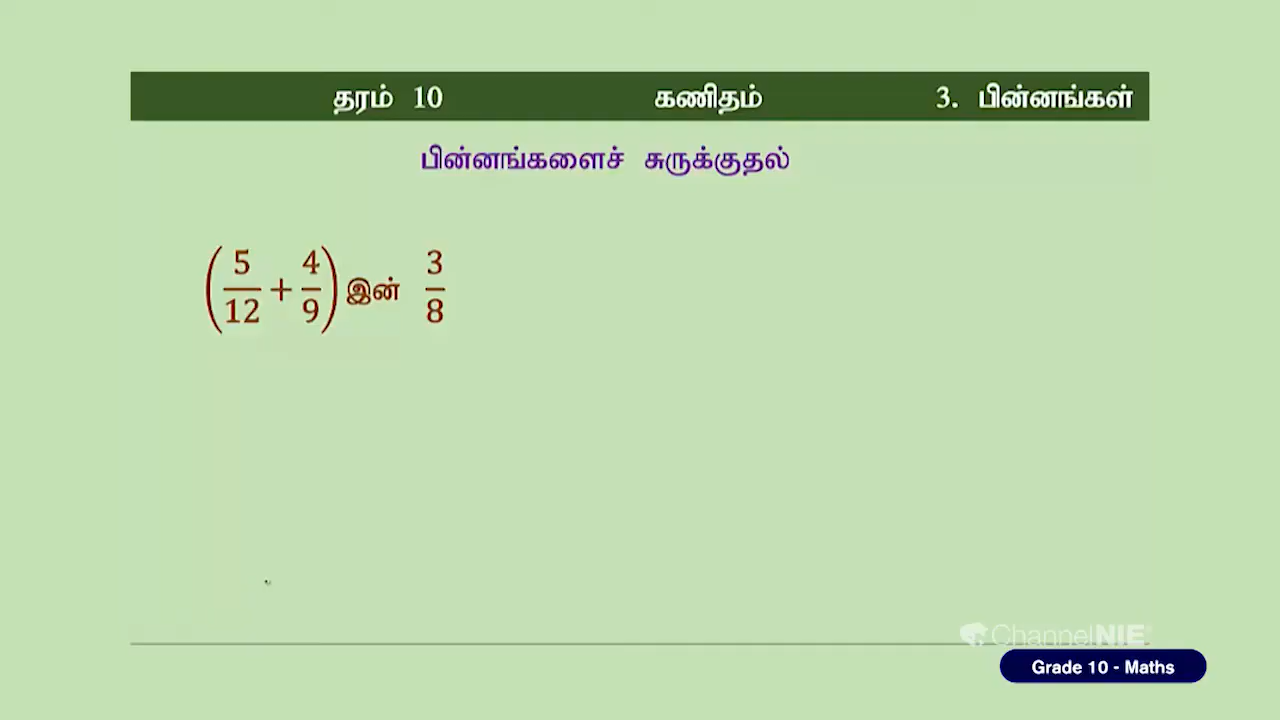 தரம் 10 கணிதம் 3. பின்னங்கள்
பின்னங்களைச் சுருக்குதல்
(5/12 + 4/9) இன் 3/8
ChannelNIE
Grade 10 - Maths